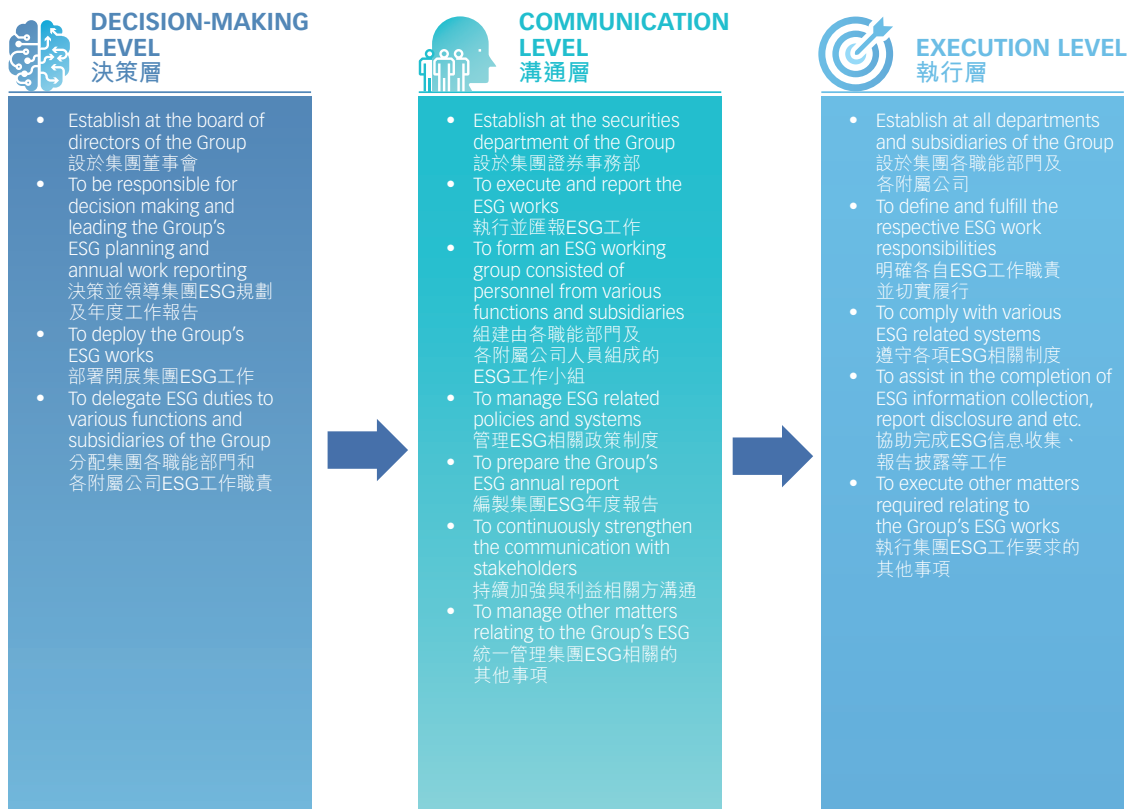 DECISION-MAKING
LEVEL
決策層
• Establish at the board of
directors of the Group
設於集團董事會
• To be responsible for
decision making and
leading the Group's
ESG planning and
annual work reporting
決策並領導集團ESG規劃
及年度工作報告
• To deploy the Group's
ESG works
部署開展集團ESG工作
• To delegate ESG duties to
various functions and
subsidiaries of the Group
分配集團各職能部門和
各附屬公司ESG工作職責
COMMUNICATION
LEVEL
溝通層
• Establish at the securities
department of the Group
設於集團證券事務部
• To execute and report the
ESG works
執行並匯報ESG工作
• To form an ESG working
group consisted of
personnel from various
functions and subsidiaries
組建由各職能部門及
各附屬公司人員組成的
ESG工作小組
• To manage ESG related
policies and systems
管理ESG相關政策制度
• To prepare the Group's
ESG annual report
編製集團ESG年度報告
• To continuously strengthen
the communication with
stakeholders
持續加強與利益相關方溝通
• To manage other matters
relating to the Group's ESG
統一管理集團ESG相關的
其他事項
EXECUTION LEVEL
執行層
• Establish at all departments
and subsidiaries of the Group
設於集團各職能部門及
各附屬公司
• To define and fulfill the
respective ESG work
responsibilities
明確各自ESG工作職責
並切實履行
• To comply with various
ESG related systems
遵守各項ESG相關制度
• To assist in the completion of
ESG information collection,
report disclosure and etc.
協助完成ESG信息收集、
報告披露等工作
• To execute other matters
required relating to
the Group's ESG works
執行集團ESG工作要求的
其他事項